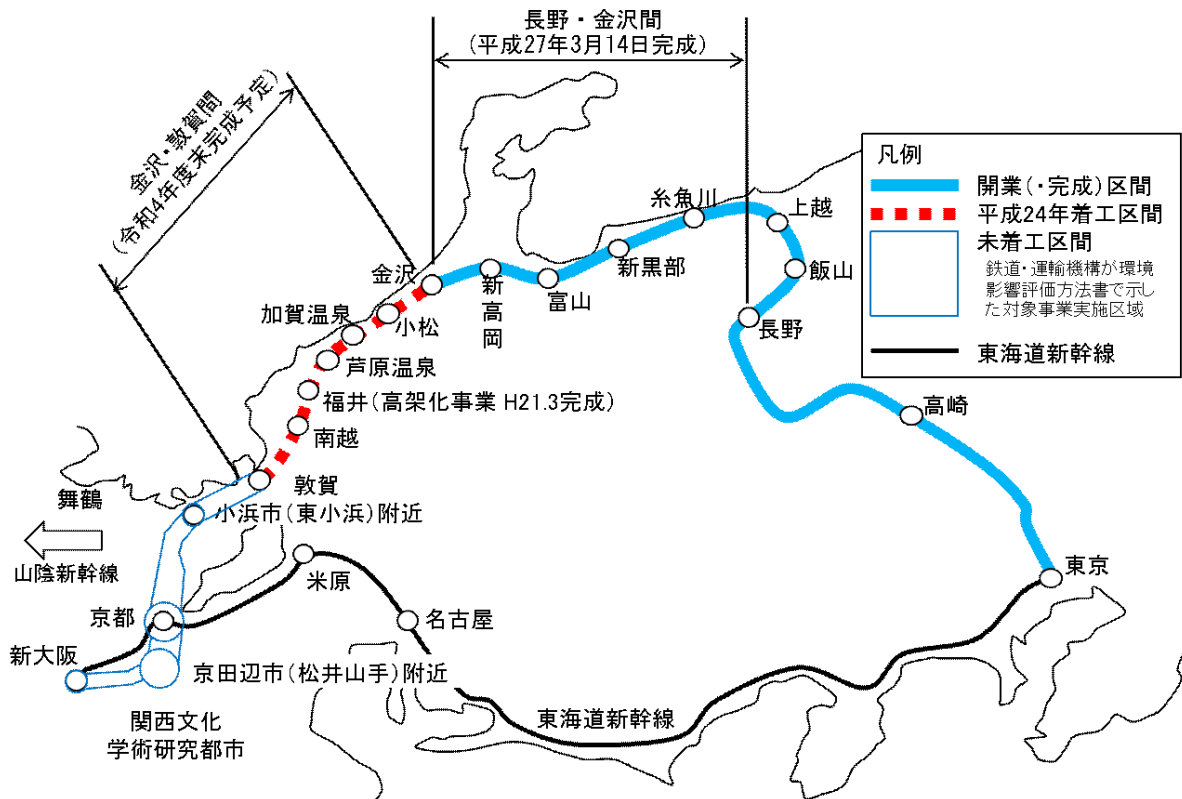 長野・金沢間
(平成27年3月14日完成)
金沢・敦賀間
(令和4年度末完成予定)
凡例
開業(・完成)区間
平成24年着工区間
未着工区間
鉄道・運輸機構が環境
影響評価方法書で示し
た対象事業実施区域
東海道新幹線
糸魚川
上越
新黒部
飯山
金沢
新高岡
富山
長野
加賀温泉
小松
芦原温泉
福井(高架化事業 H21.3完成)
高崎
南越
舞鶴
敦賀
小浜市(東小浜)附近
山陰新幹線
米原
東京
京都
名古屋
新大阪
京田辺市(松井山手)附近
関西文化
学術研究都市
東海道新幹線